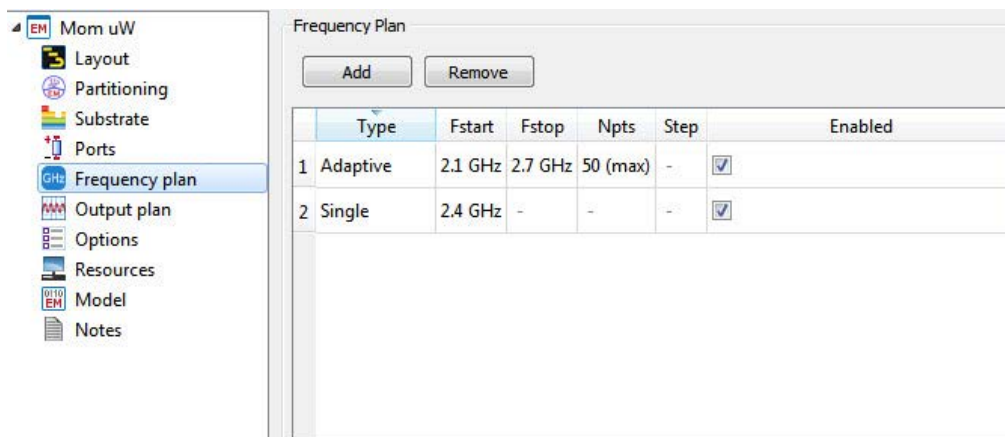 EM Mom uW
Layout
EM Partitioning
Substrate
Ports
GHz Frequency plan
Output plan
Options
Resources
0110 EM Model
Notes
Frequency Plan
Add Remove
Type Fstart Fstop Npts Step Enabled
1 Adaptive 2.1 GHz 2.7 GHz 50 (max) -
2 Single 2.4 GHz - - -